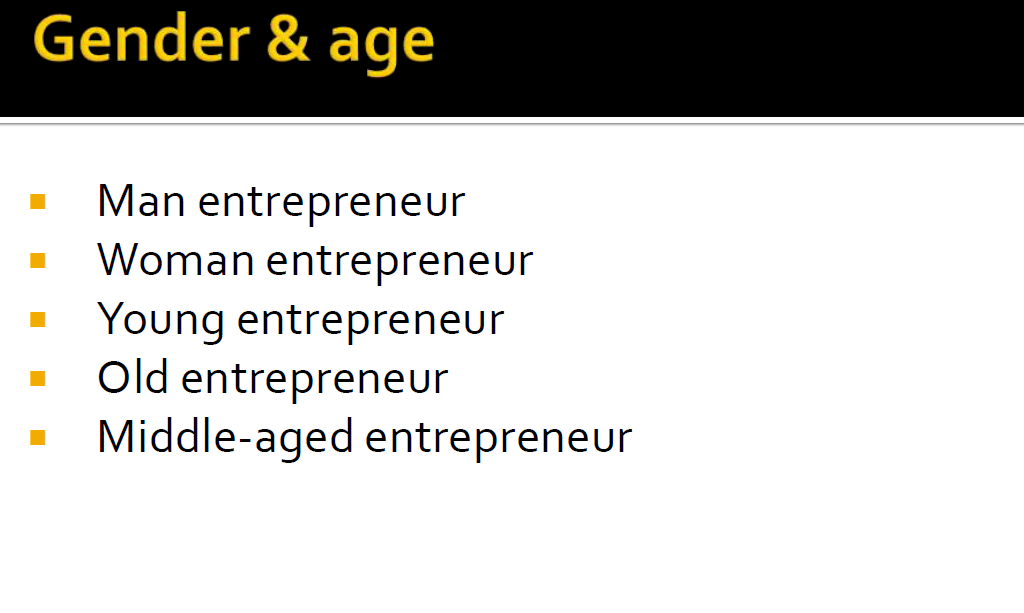 Gender & age
Man entrepreneur
Woman entrepreneur
Young entrepreneur
Old entrepreneur
Middle-aged entrepreneur